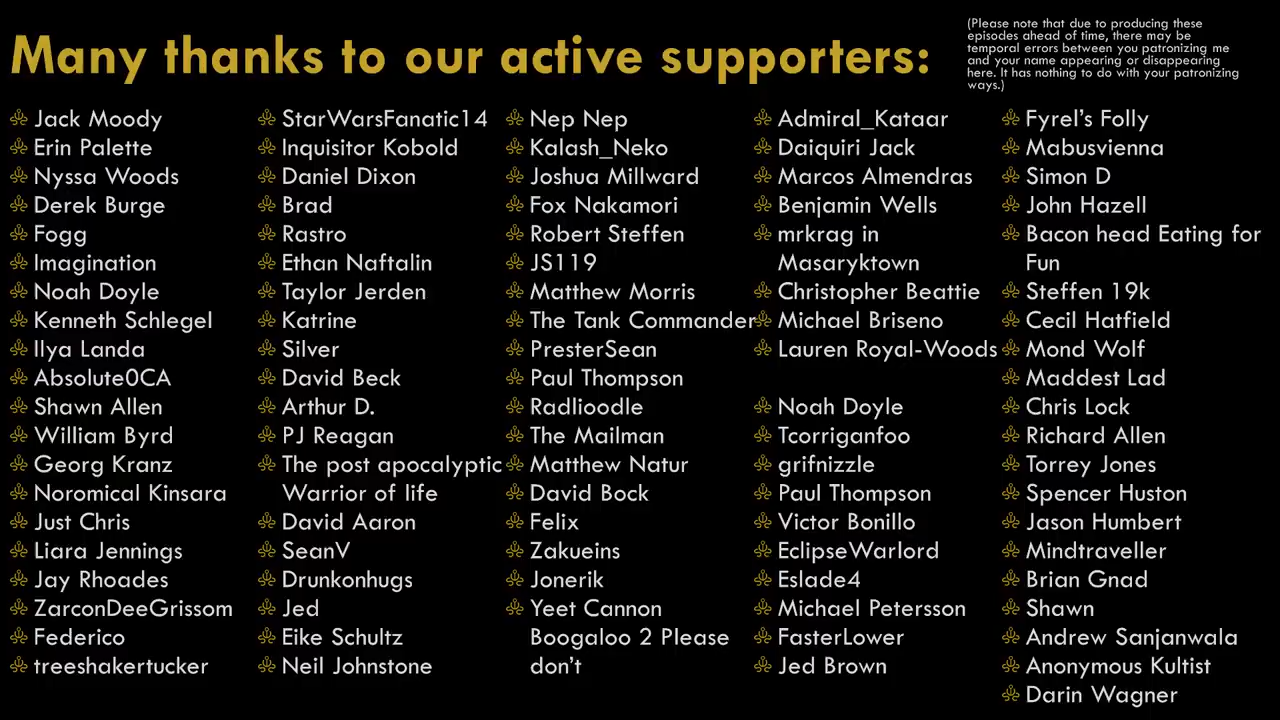 Many thanks to our active supporters:
(Please note that due to producing these
episodes ahead of time, there may be
temporal errors between you patronizing me
and your name appearing or disappearing
here. It has nothing to do with your patronizing
ways.)
Jack Moody
Erin Palette
Nyssa Woods
Derek Burge
Fogg
Imagination
Noah Doyle
Kenneth Schlegel
Ilya Landa
Absolute0CA
Shawn Allen
William Byrd
Georg Kranz
Noromical Kinsara
Just Chris
Liara Jennings
Jay Rhoades
ZarconDeeGrissom
Federico
treeshakertucker
StarWarsFanatic14
Inquisitor Kobold
Daniel Dixon
Brad
Rastro
Ethan Naftalin
Taylor Jerden
Katrine
Silver
David Beck
Arthur D.
PJ Reagan
The post apocalyptic
Warrior of life
David Aaron
SeanV
Drunkonhugs
Jed
Eike Schultz
Neil Johnstone
Nep Nep
Kalash_Neko
Joshua Millward
Fox Nakamori
Robert Steffen
JS119
Matthew Morris
The Tank Commander
PresterSean
Paul Thompson
Radlioodle
The Mailman
Matthew Natur
David Bock
Felix
Zakueins
Jonerik
Yeet Cannon
Boogaloo 2 Please
don't
Admiral_Kataar
Daiquiri Jack
Marcos Almendras
Benjamin Wells
mrkrag in
Masaryktown
Christopher Beattie
Michael Briseno
Lauren Royal-Woods
Noah Doyle
Tcorriganfoo
grifnizzle
Paul Thompson
Victor Bonillo
EclipseWarlord
Eslade4
Michael Petersson
FasterLower
Jed Brown
Fyrel's Folly
Mabusvienna
Simon D
John Hazell
Bacon head Eating for
Fun
Steffen 19k
Cecil Hatfield
Mond Wolf
Maddest Lad
Chris Lock
Richard Allen
Torrey Jones
Spencer Huston
Jason Humbert
Mindtraveller
Brian Gnad
Shawn
Andrew Sanjanwala
Anonymous Kultist
Darin Wagner